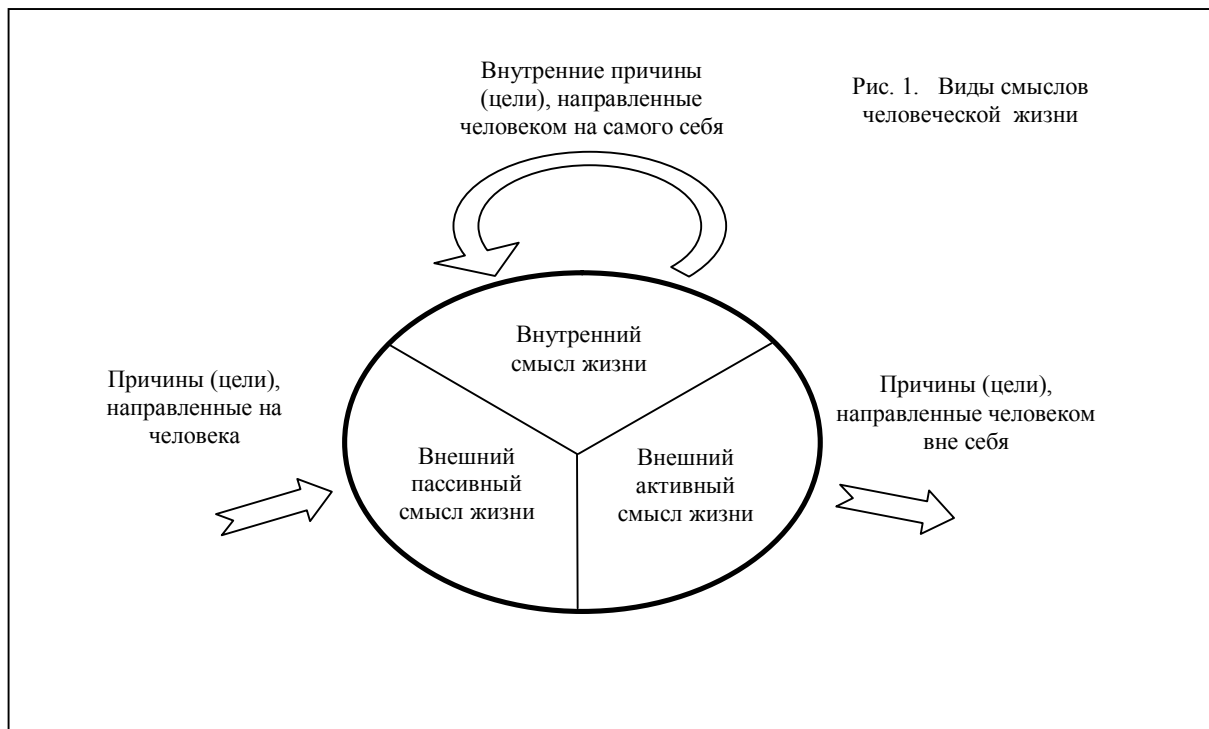 Внутренние причины
(цели), направленные
человеком на самого себя
Рис. 1. Виды смыслов
человеческой жизни
Внутренний
смысл жизни
Причины (цели),
направленные на
человека
Причины (цели),
направленные человеком
вне себя
Внешний
пассивный
смысл жизни
Внешний
активный
смысл жизни